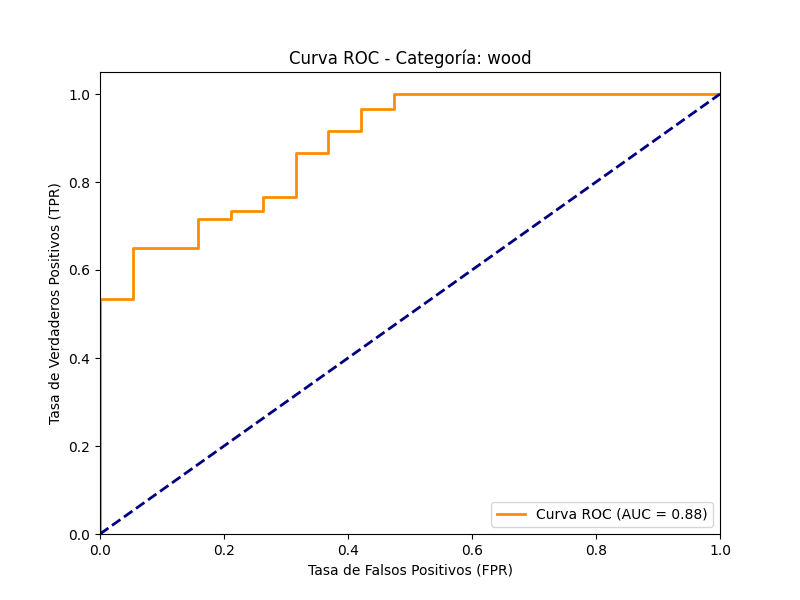 Curva ROC - Categoría: wood
Tasa de Verdaderos Positivos (TPR)
1.0
0.8
0.6
0.4
0.2
0.0
0.0 0.2 0.4 0.6 0.8 1.0
Tasa de Falsos Positivos (FPR)
Curva ROC (AUC = 0.88)